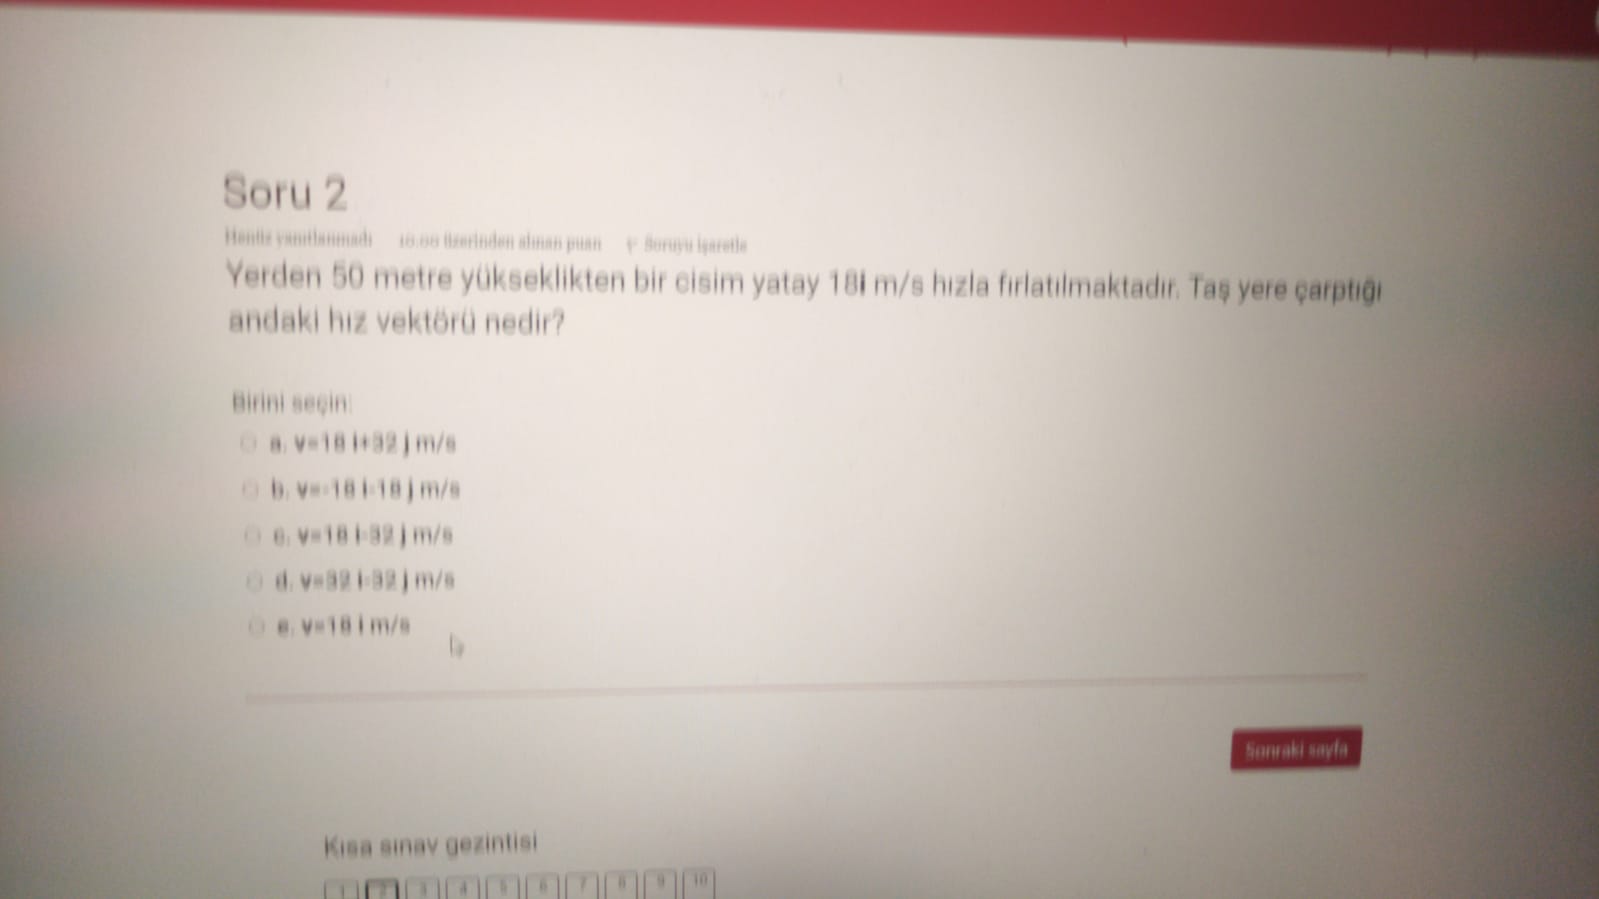 Soru 2
Henüz yanıtlanmadı 10,00 üzerinden alınan puan Soruyu işaretle
Yerden 50 metre yükseklikten bir cisim yatay 18i m/s hızla fırlatılmaktadır. Taş yere çarptığı
andaki hız vektörü nedir?
Birini seçin:
a. v=18 i+32 j m/s
b. v=-18 i-18 j m/s
c. v=18 i-32 j m/s
d. v=32 i-32 j m/s
e. v=18 i m/s
Sonraki sayfa
Kısa sınav gezintisi
1 2 3 4 5 6 7 8 9 10